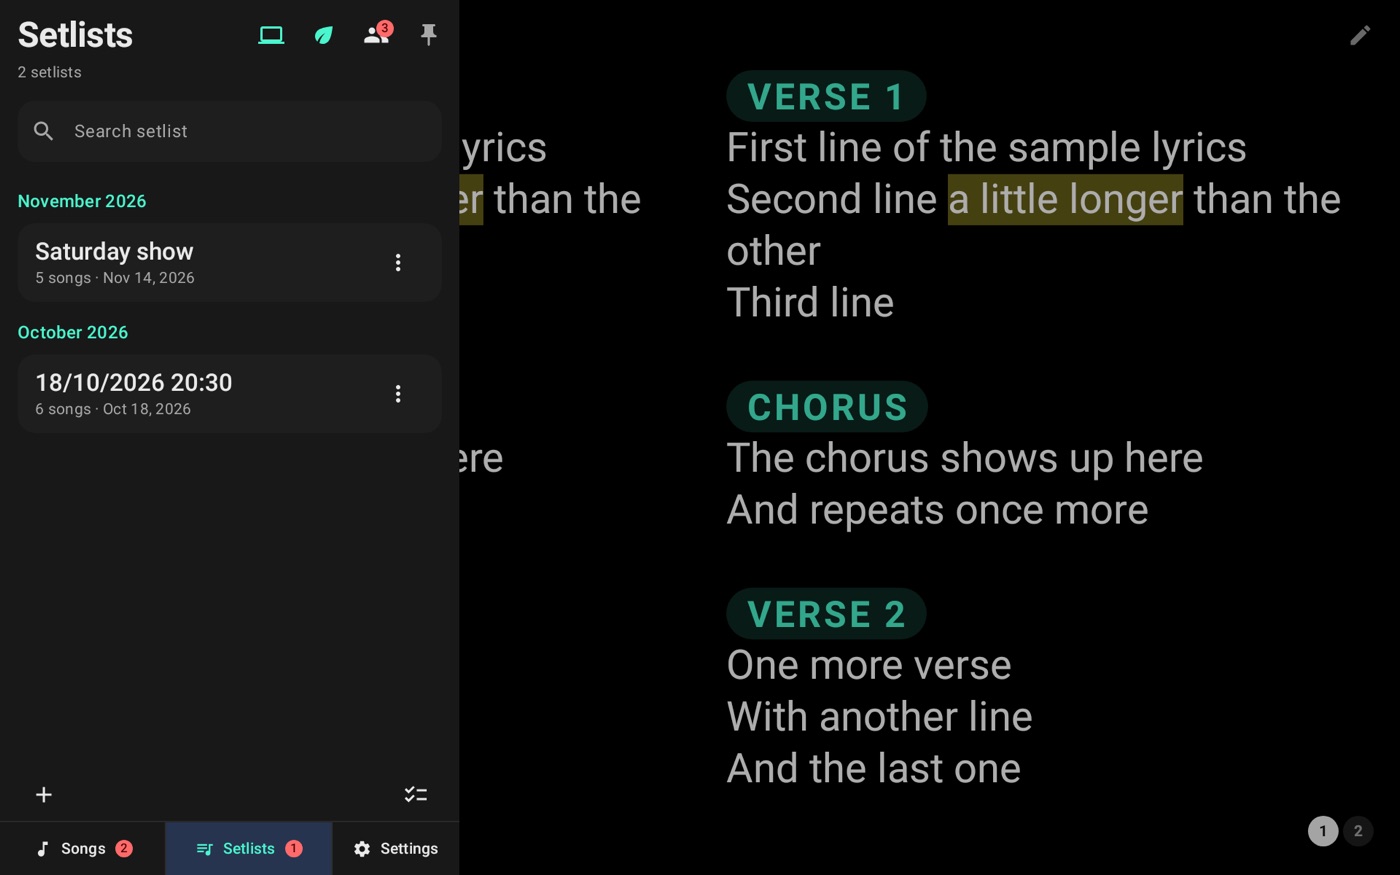 Setlists
3
2 setlists
Search setlist
November 2026
Saturday show
5 songs · Nov 14, 2026
October 2026
18/10/2026 20:30
6 songs · Oct 18, 2026
Songs 2
Setlists 1
Settings
yrics
er than the
ere
VERSE 1
First line of the sample lyrics
Second line a little longer than the
other
Third line
CHORUS
The chorus shows up here
And repeats once more
VERSE 2
One more verse
With another line
And the last one
1 2